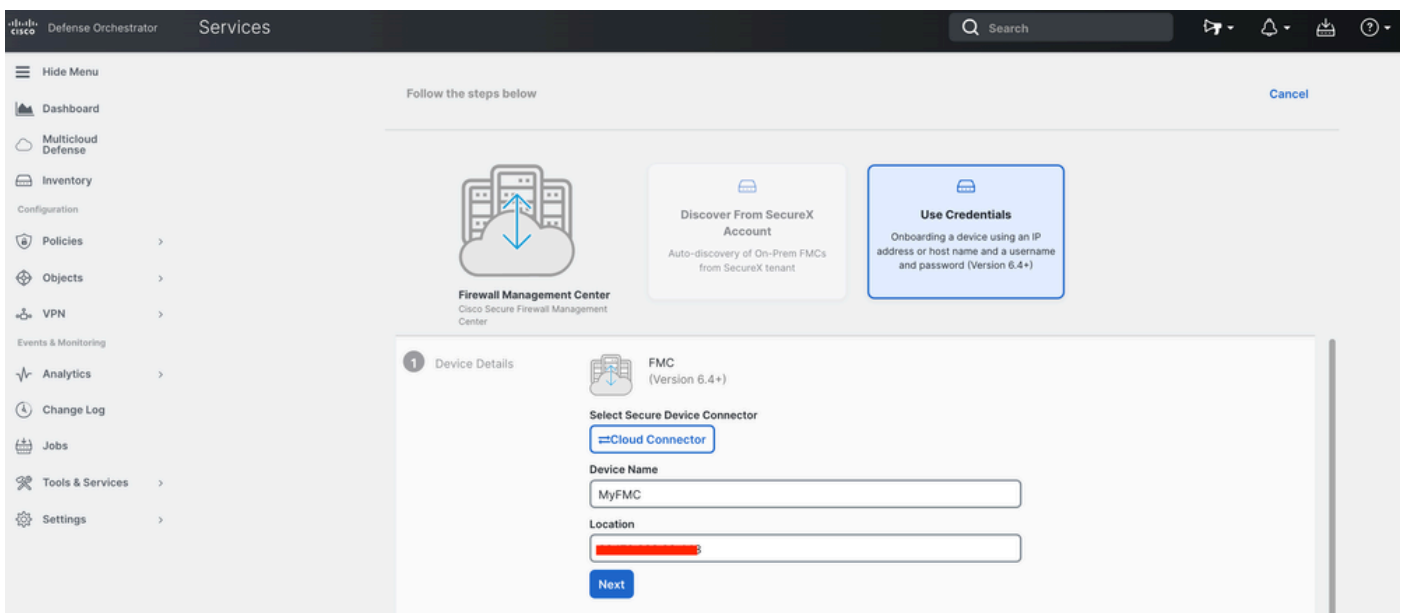 CISCO Defense Orchestrator Services Search
Hide Menu
Dashboard
Multicloud
Defense
Inventory
Configuration
Policies
Objects
VPN
Events & Monitoring
Analytics
Change Log
Jobs
Tools & Services
Settings
Follow the steps below Cancel
Firewall Management Center
Cisco Secure Firewall Management
Center
Discover From SecureX
Account
Auto-discovery of On-Prem FMCs
from SecureX tenant
Use Credentials
Onboarding a device using an IP
address or host name and a username
and password (Version 6.4+)
1 Device Details
FMC
(Version 6.4+)
Select Secure Device Connector
Cloud Connector
Device Name
MyFMC
Location
Next